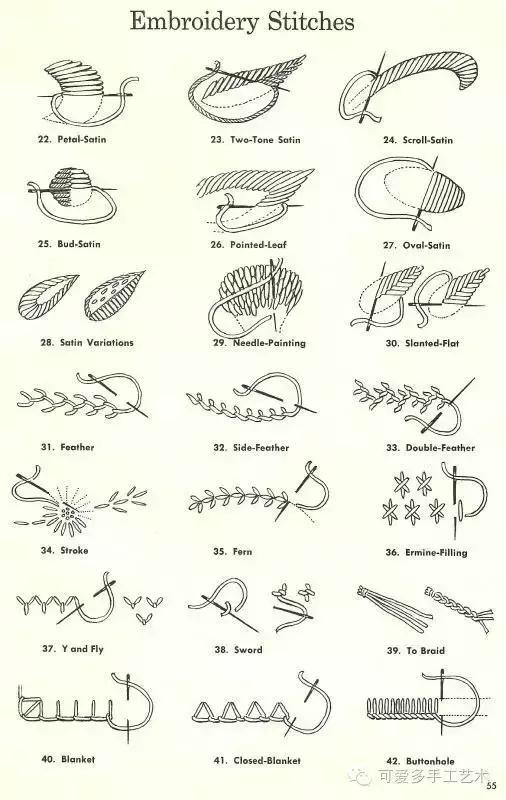 Embroidery Stitches
22. Petal-Satin
23. Two-Tone Satin
24. Scroll-Satin
25. Bud-Satin
26. Pointed-Leaf
27. Oval-Satin
28. Satin Variations
29. Needle-Painting
30. Slanted-Flat
31. Feather
32. Side-Feather
33. Double-Feather
34. Stroke
35. Fern
36. Ermine-Filling
37. Y and Fly
38. Sword
39. To Braid
40. Blanket
41. Closed-Blanket
42. Buttonhole
可爱多手工艺术
55